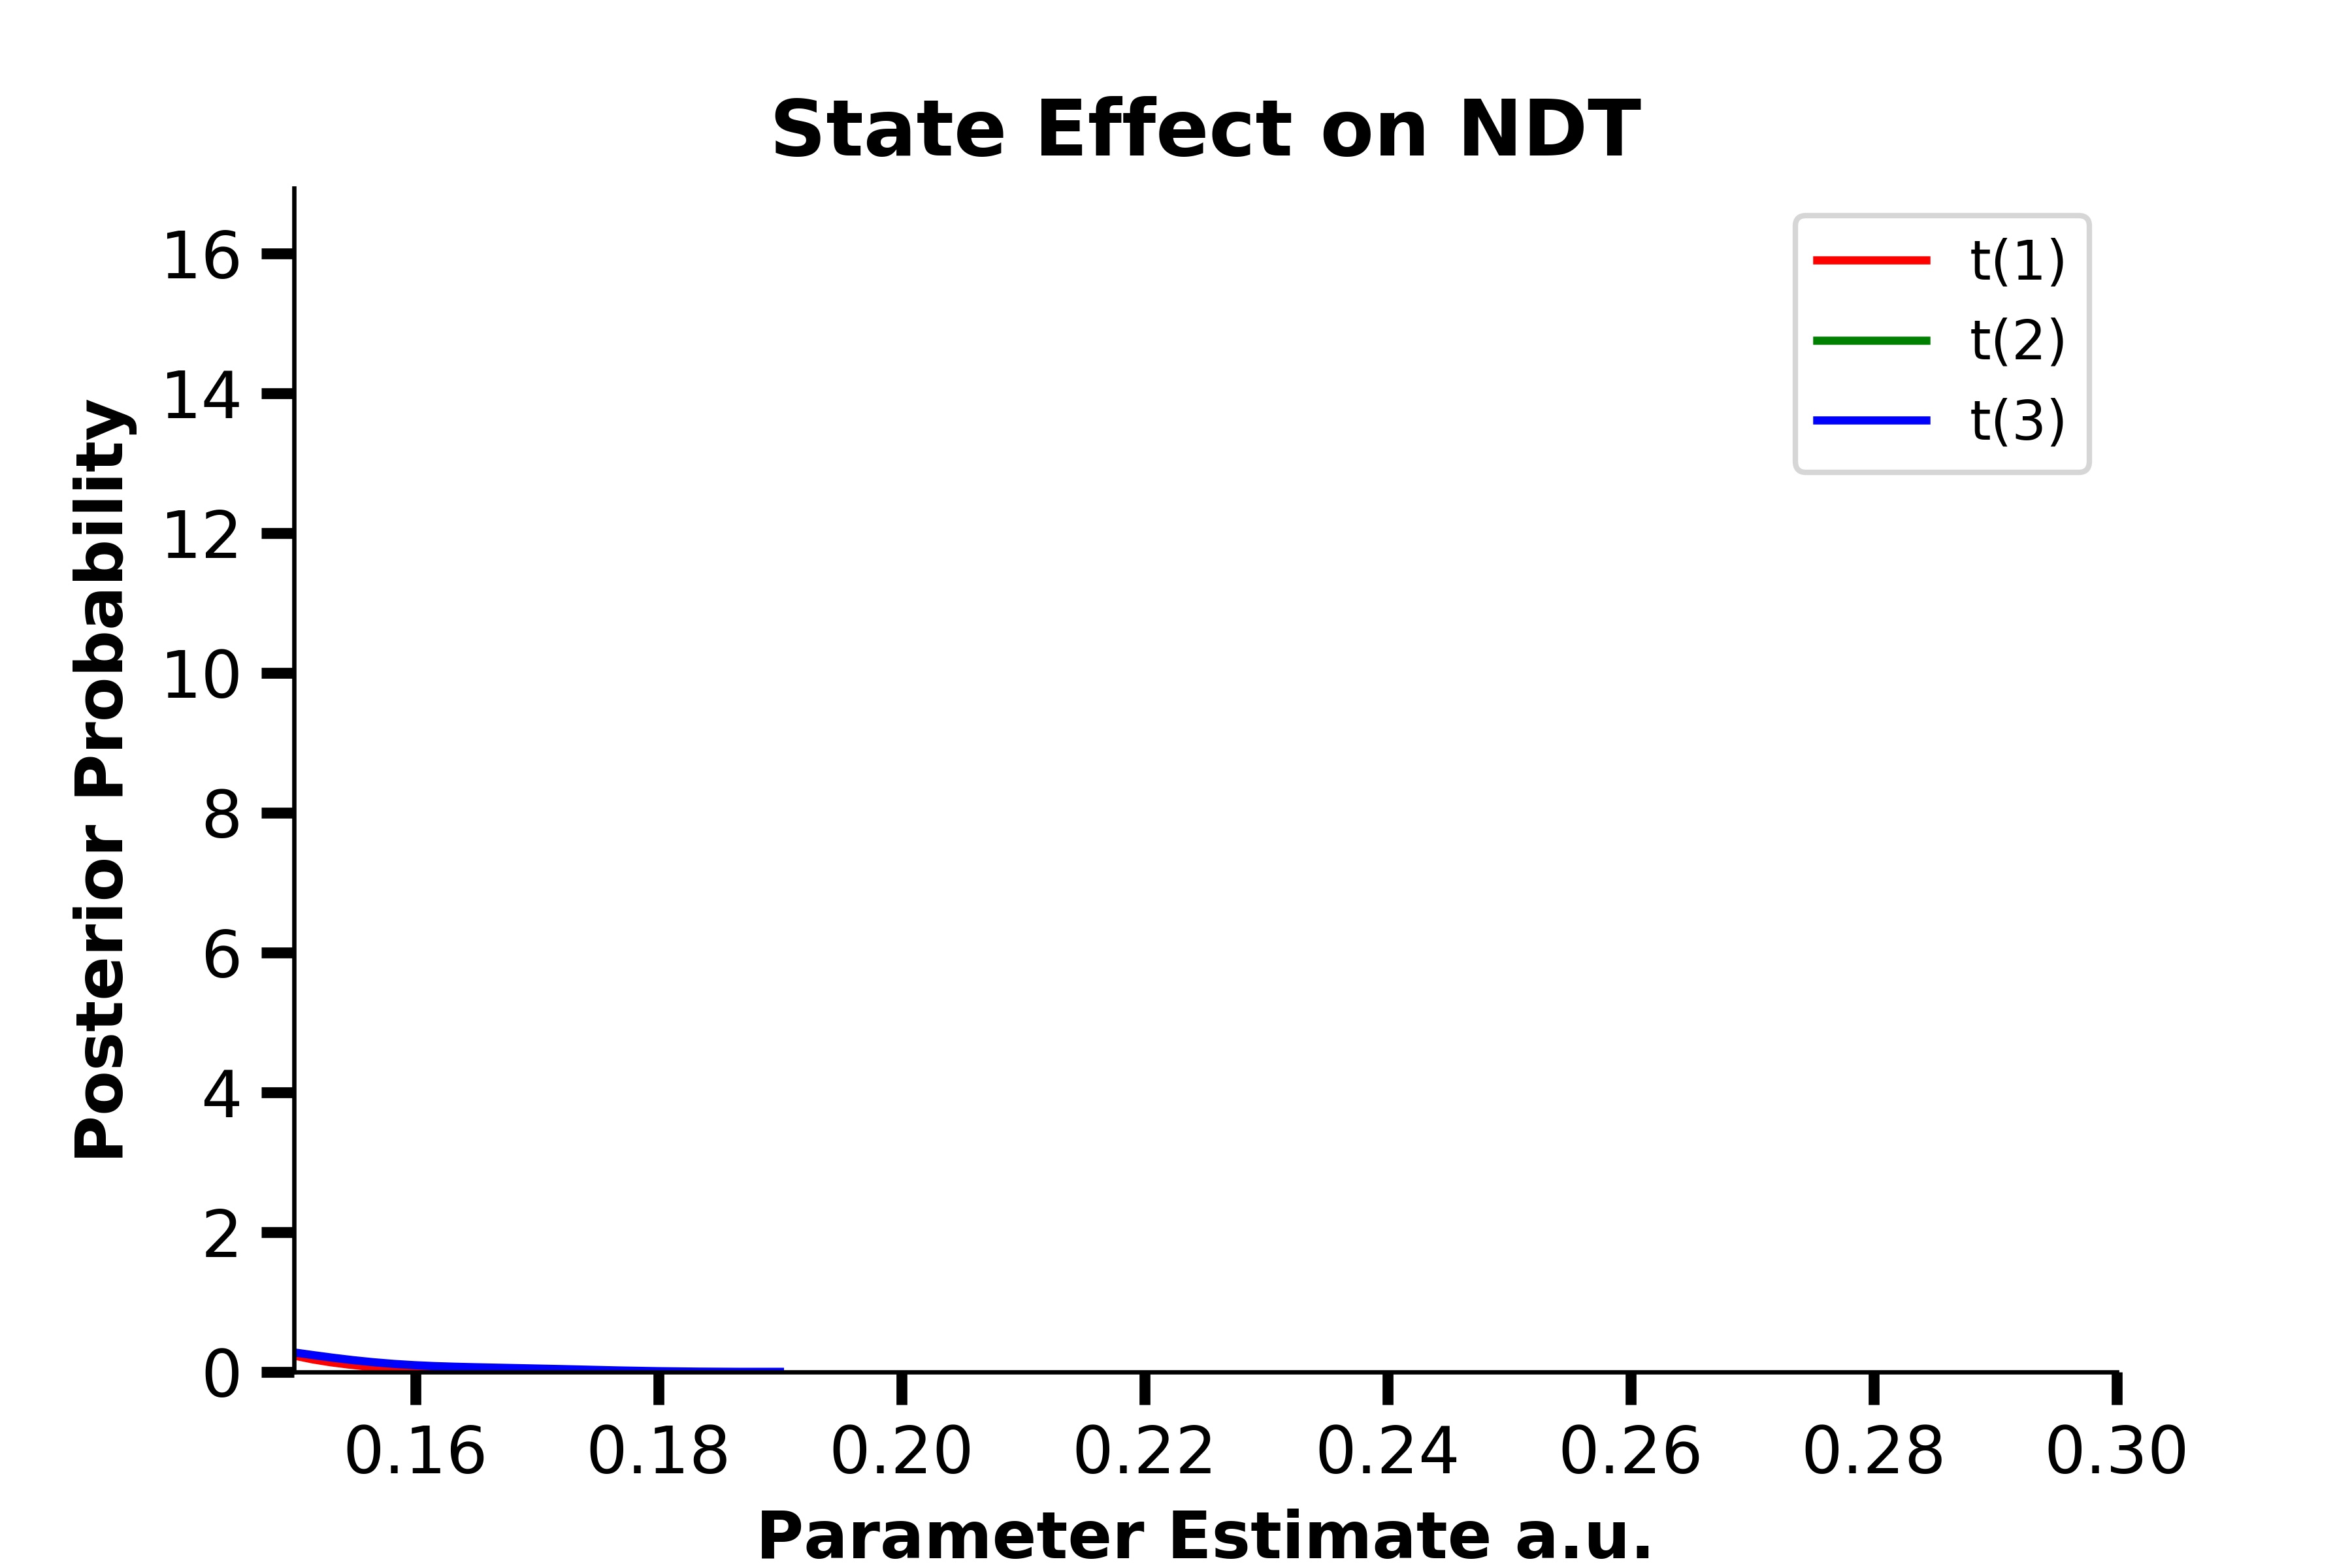 State Effect on NDT
t(1)
t(2)
t(3)
Posterior Probability
16
14
12
10
8
6
4
2
0
0.16 0.18 0.20 0.22 0.24 0.26 0.28 0.30
Parameter Estimate a.u.